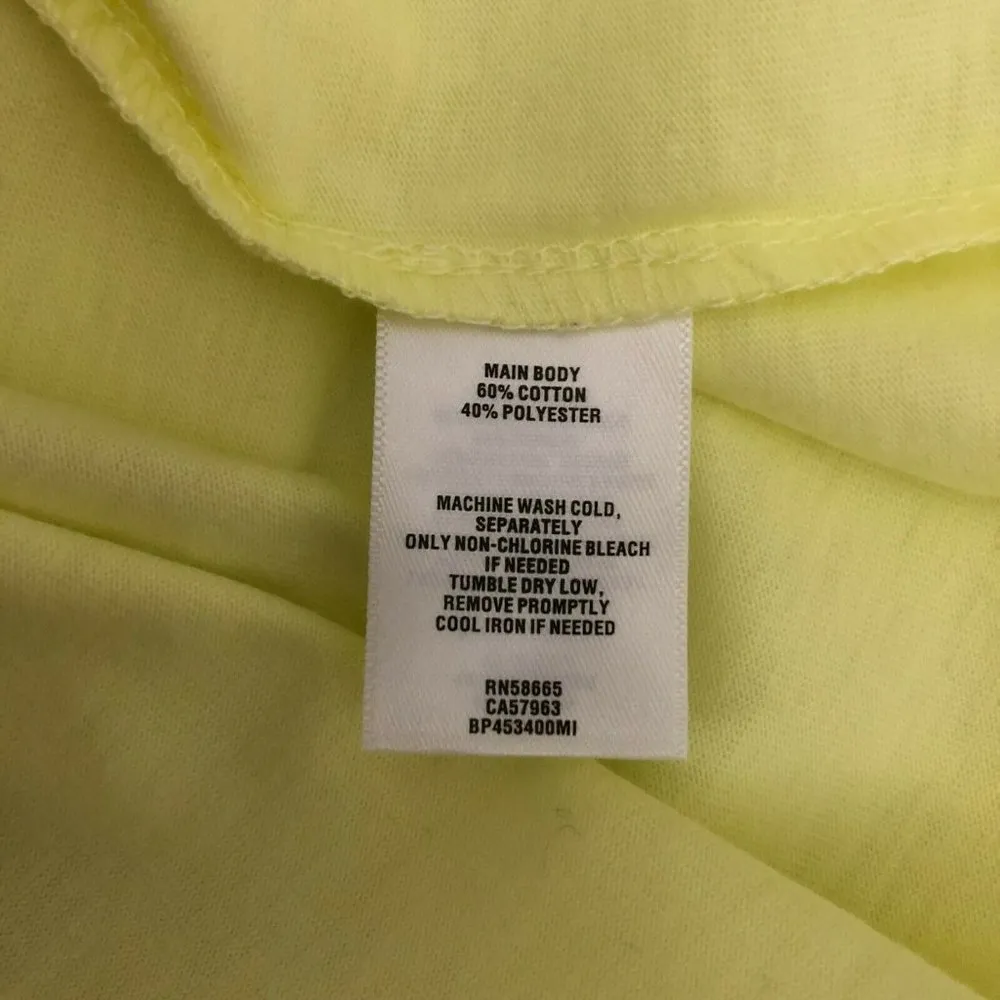 MAIN BODY
60% COTTON
40% POLYESTER
MACHINE WASH COLD,
SEPARATELY
ONLY NON-CHLORINE BLEACH
IF NEEDED
TUMBLE DRY LOW,
REMOVE PROMPTLY
COOL IRON IF NEEDED
RN58665
CA57963
BP453400MI